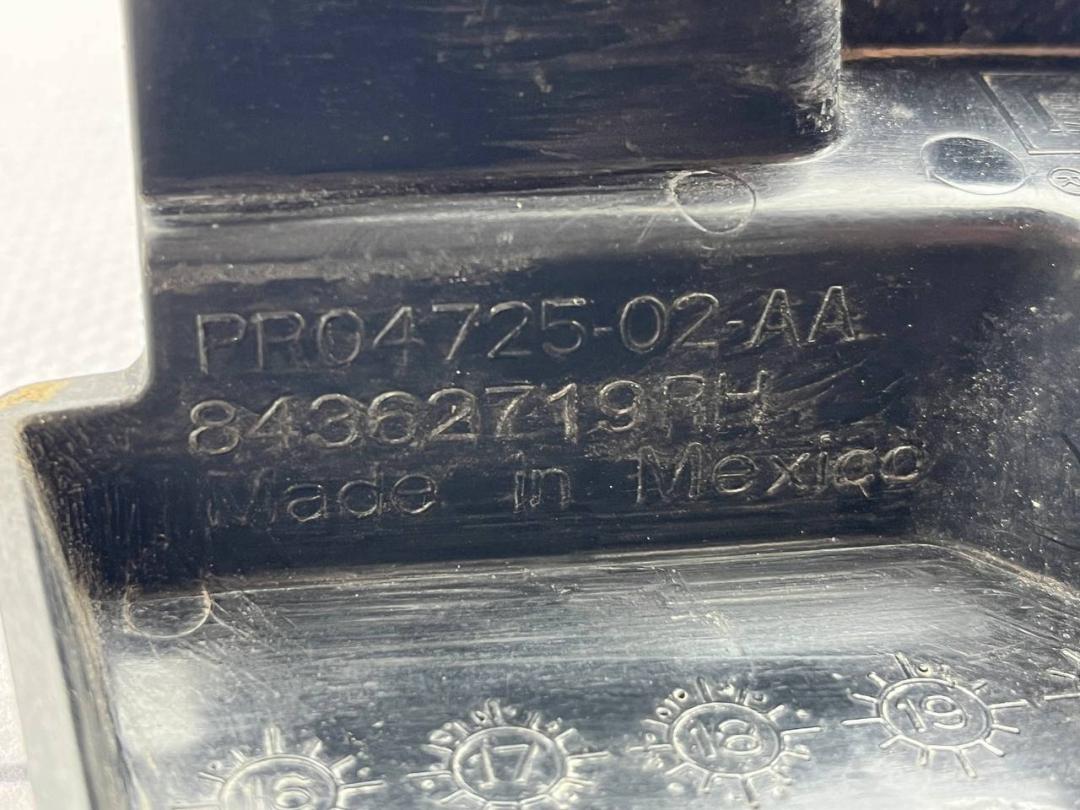 ®
PR04725-02-AA
84362719RH
Made in Mexico
16 17 18 19